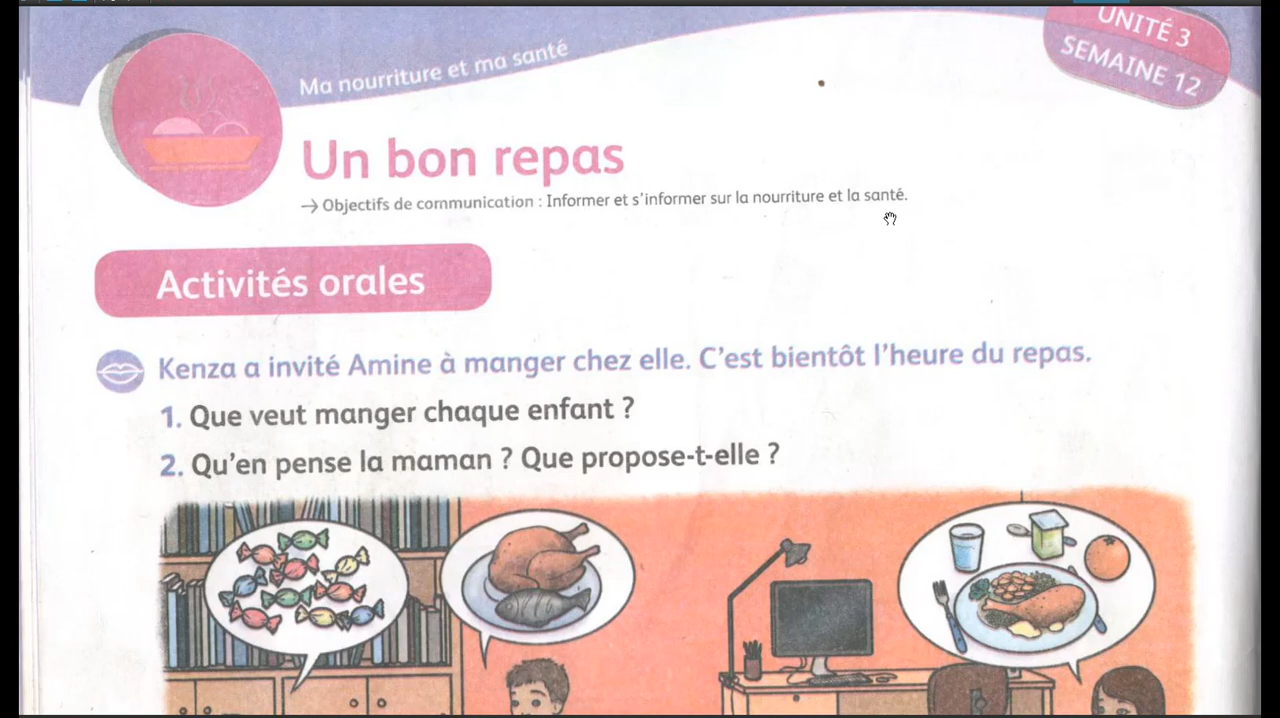 UNITÉ 3
SEMAINE 12
Ma nourriture et ma santé
Un bon repas
→ Objectifs de communication : Informer et s'informer sur la nourriture et la santé.
Activités orales
Kenza a invité Amine à manger chez elle. C'est bientôt l'heure du repas.
1. Que veut manger chaque enfant ?
2. Qu'en pense la maman ? Que propose-t-elle ?